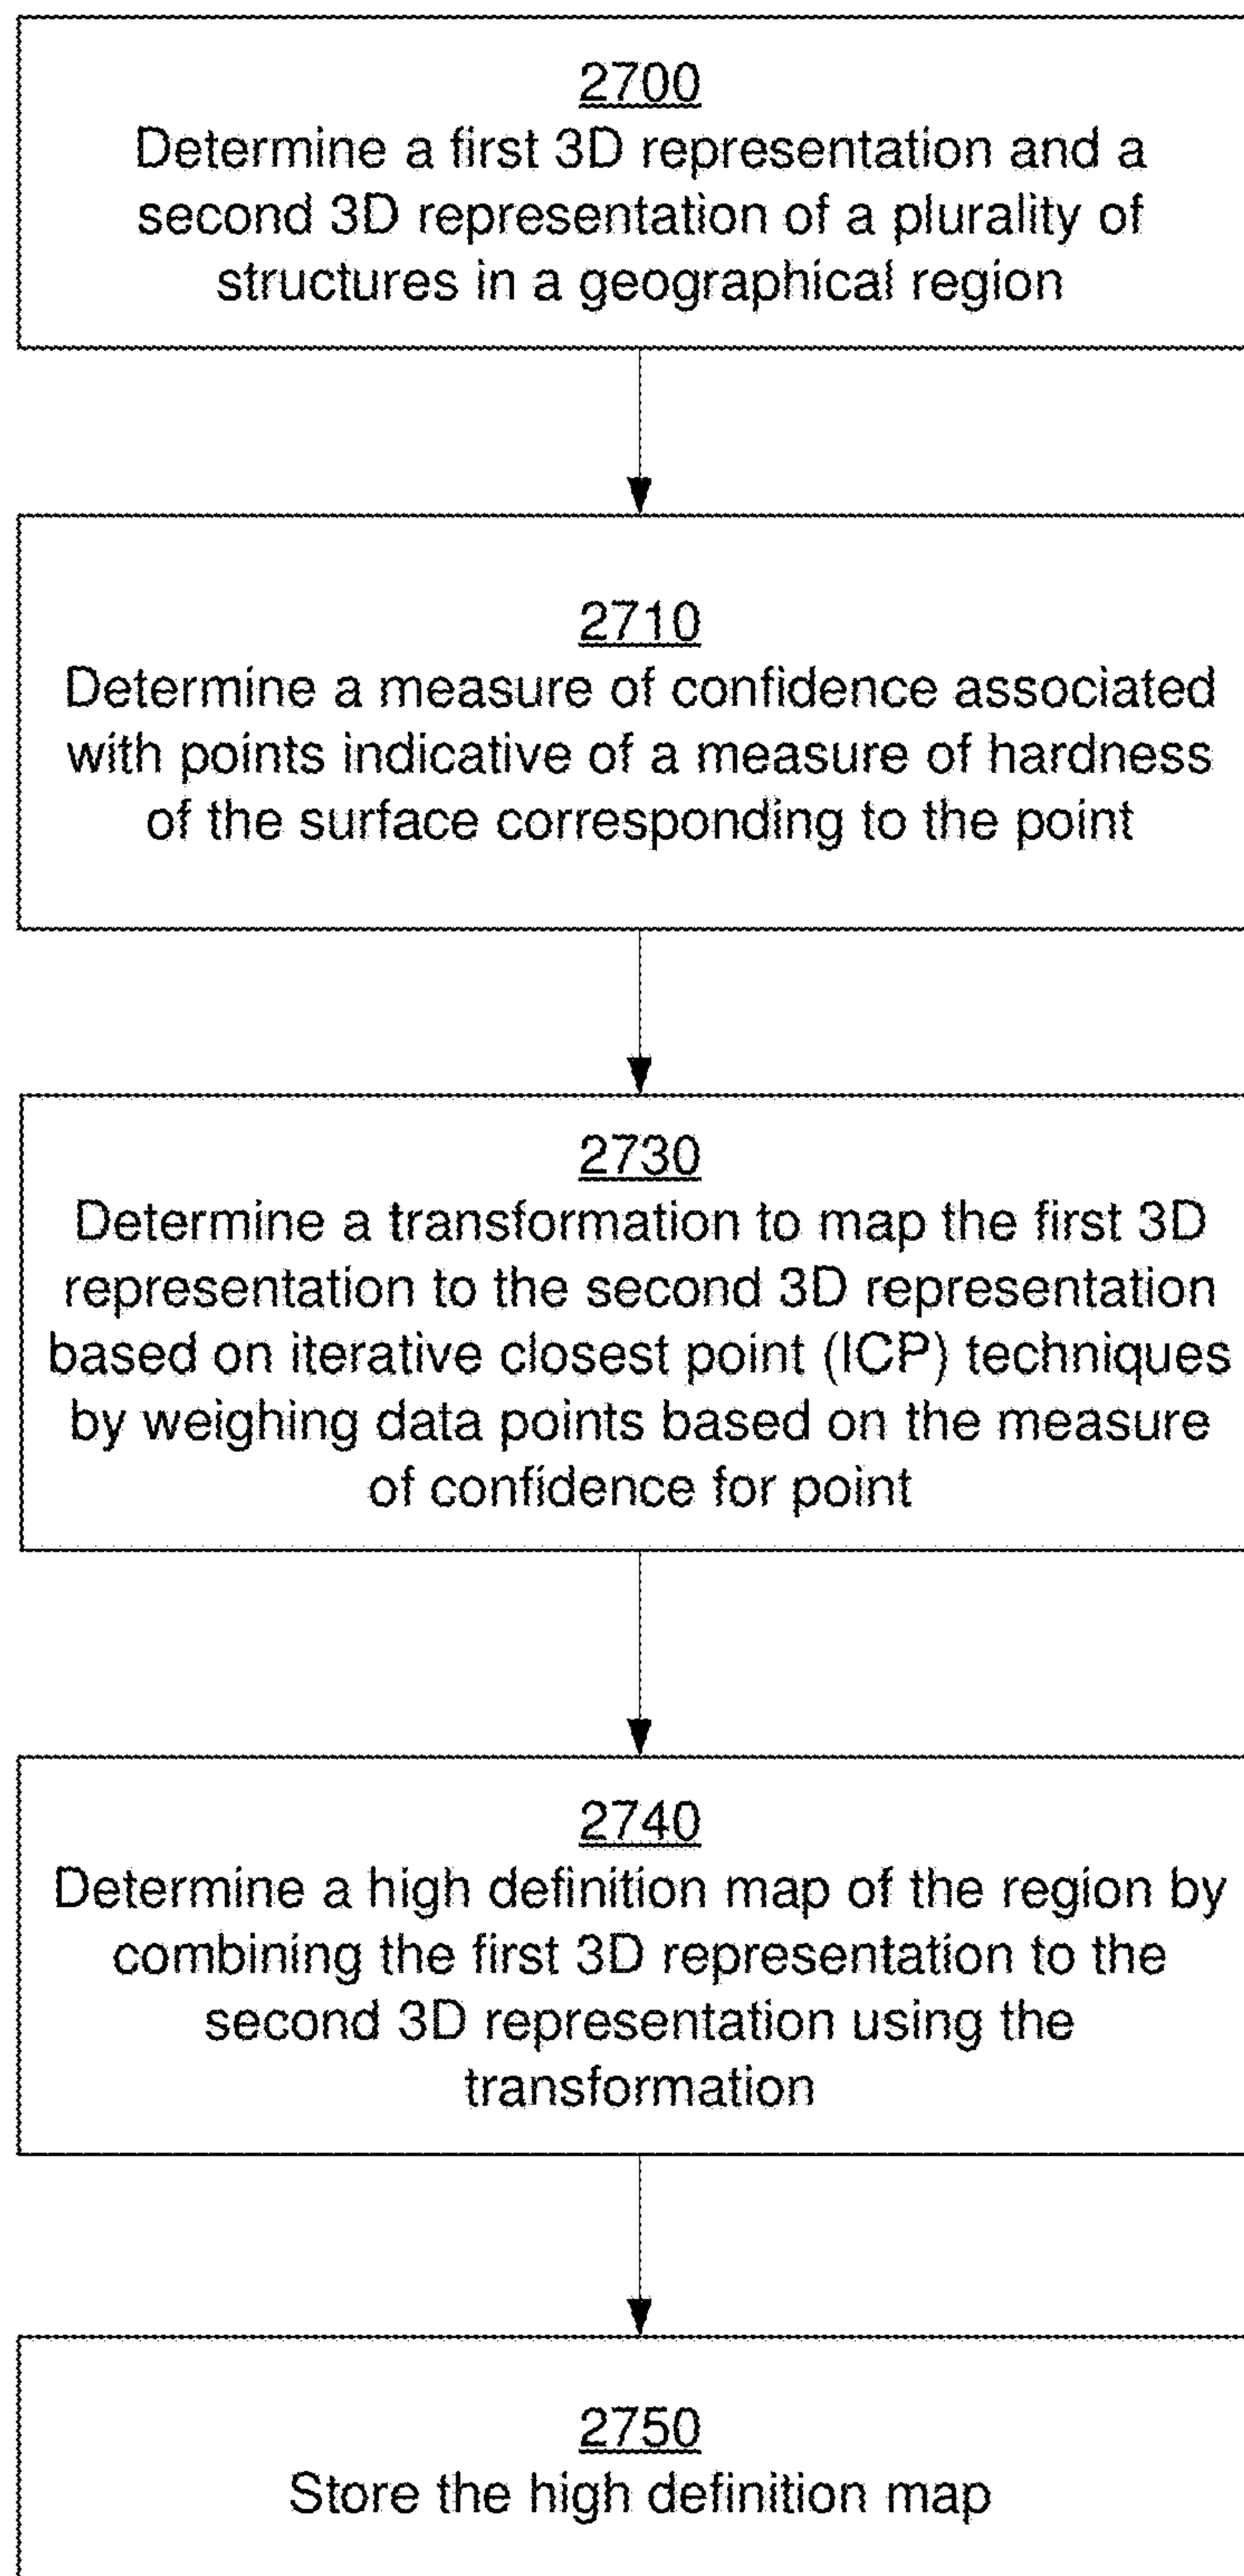 2700
Determine a first 3D representation and a
second 3D representation of a plurality of
structures in a geographical region
2710
Determine a measure of confidence associated
with points indicative of a measure of hardness
of the surface corresponding to the point
2730
Determine a transformation to map the first 3D
representation to the second 3D representation
based on iterative closest point (ICP) techniques
by weighing data points based on the measure
of confidence for point
2740
Determine a high definition map of the region by
combining the first 3D representation to the
second 3D representation using the
transformation
2750
Store the high definition map